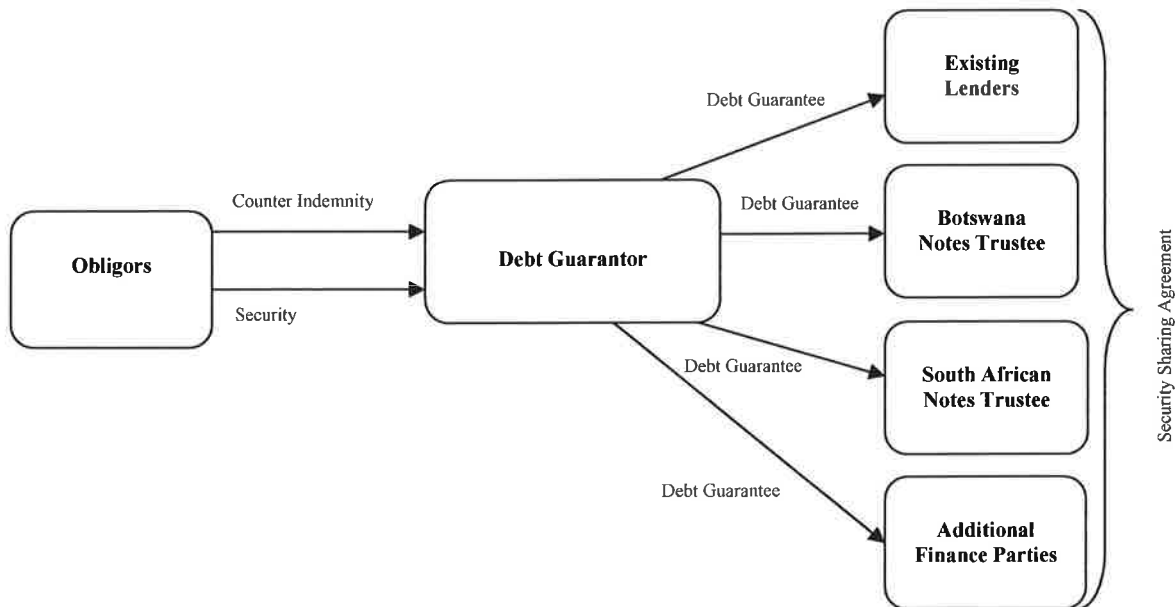 Existing
Lenders
Debt Guarantee
Counter Indemnity
Debt Guarantee
Botswana
Notes Trustee
Obligors
Debt Guarantor
Security
Debt Guarantee
South African
Notes Trustee
Debt Guarantee
Additional
Finance Parties
Security Sharing Agreement